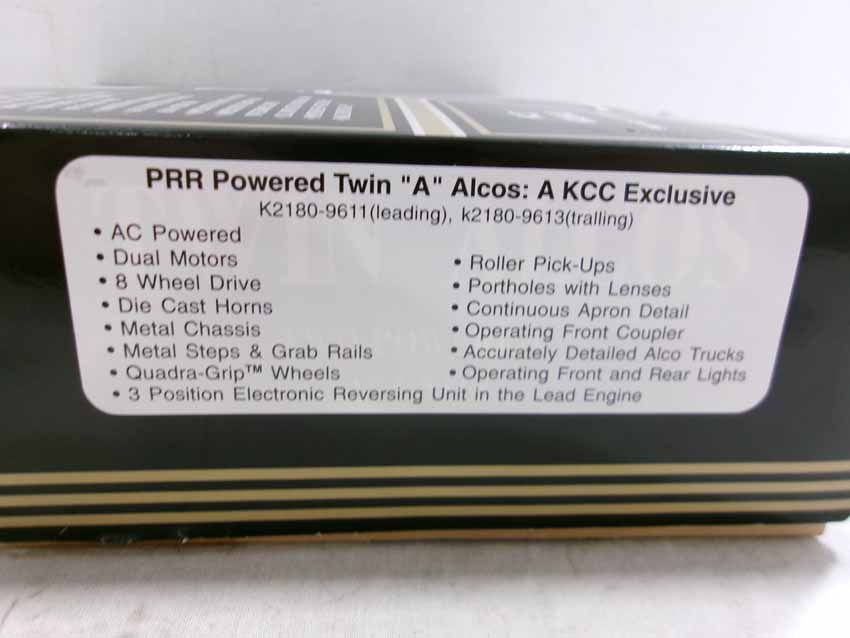 PRR Powered Twin "A" Alcos: A KCC Exclusive
K2180-9611(leading), k2180-9613(tralling)
• AC Powered
• Dual Motors
• 8 Wheel Drive
• Die Cast Horns
• Metal Chassis
• Metal Steps & Grab Rails
• Quadra-Grip™ Wheels
• Roller Pick-Ups
• Portholes with Lenses
• Continuous Apron Detail
• Operating Front Coupler
• Accurately Detailed Alco Trucks
• Operating Front and Rear Lights
• 3 Position Electronic Reversing Unit in the Lead Engine